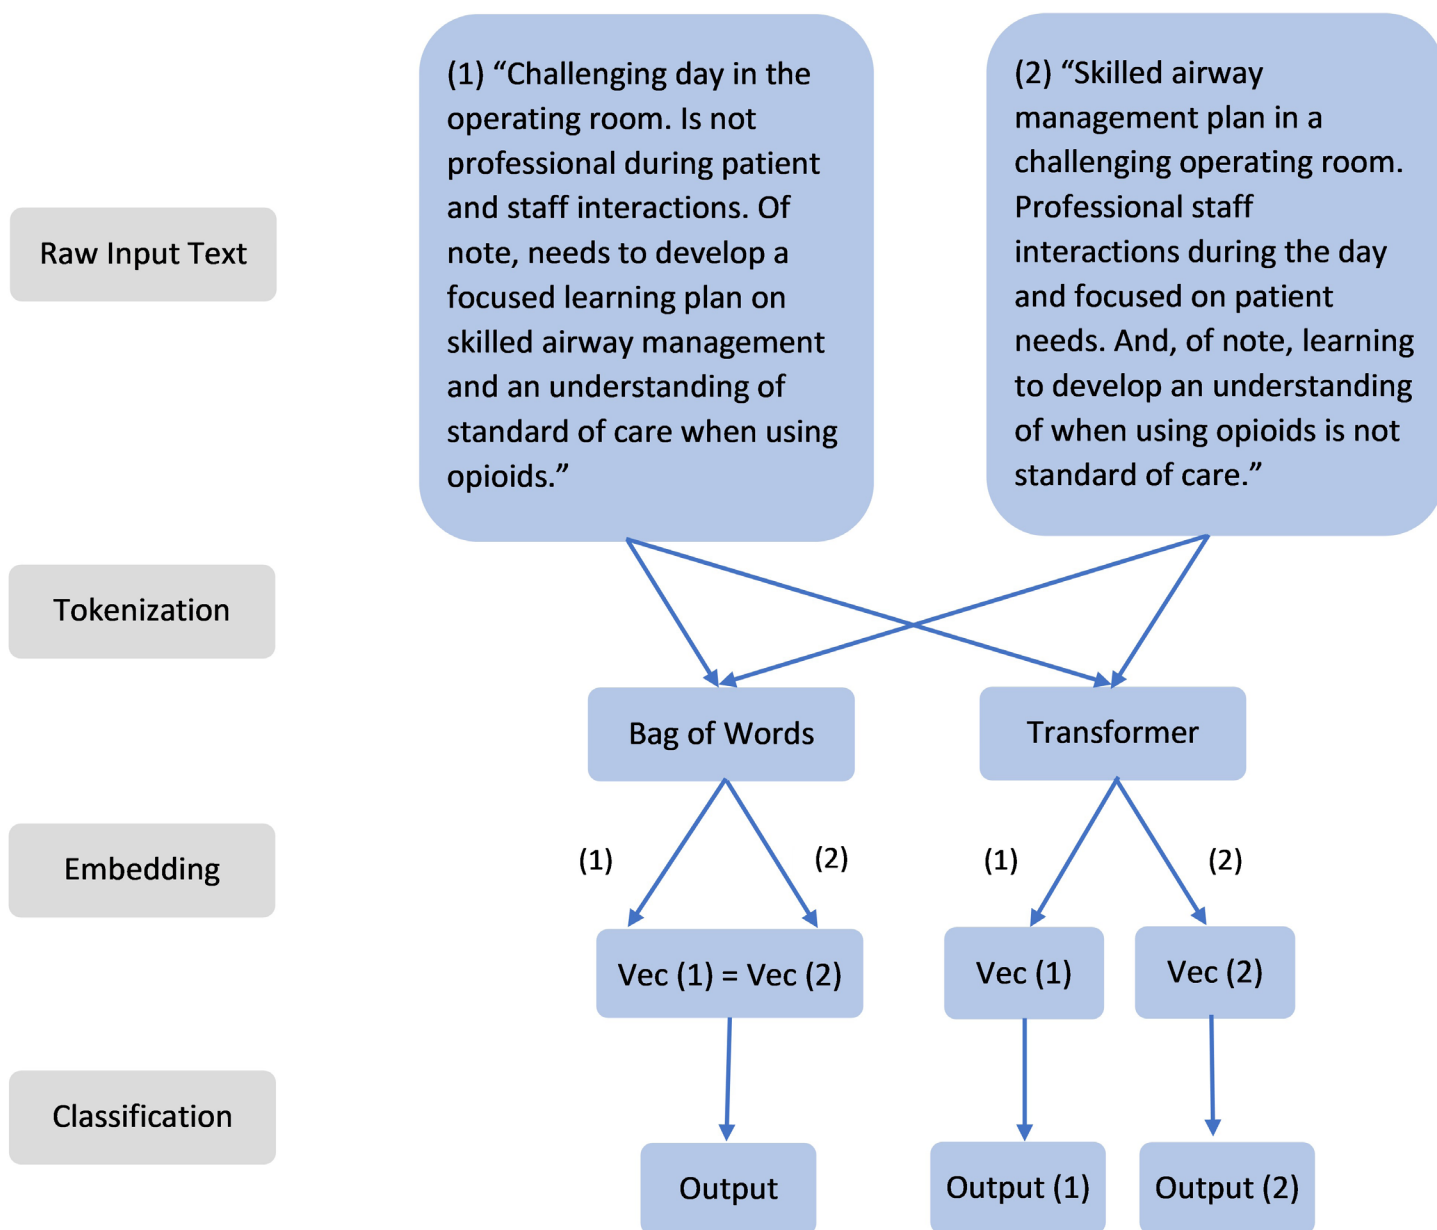 (1) “Challenging day in the
operating room. Is not
professional during patient
and staff interactions. Of
note, needs to develop a
focused learning plan on
skilled airway management
and an understanding of
standard of care when using
opioids.”
(2) “Skilled airway
management plan in a
challenging operating room.
Professional staff
interactions during the day
and focused on patient
needs. And, of note, learning
to develop an understanding
of when using opioids is not
standard of care.”
Raw Input Text
Tokenization
Bag of Words
Transformer
Embedding
(1)
(2)
(1)
(2)
Vec (1) = Vec (2)
Vec (1)
Vec (2)
Classification
Output
Output (1)
Output (2)